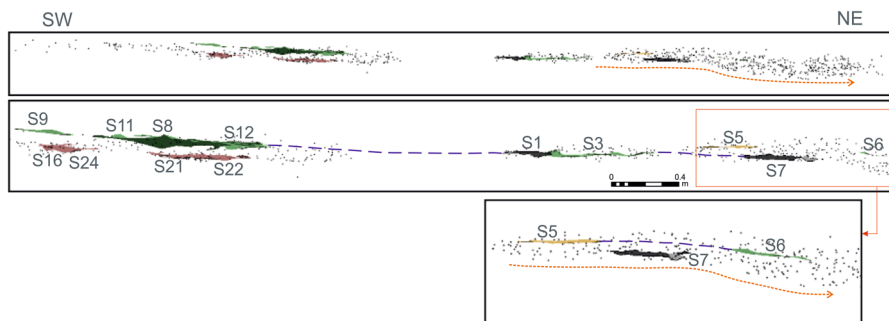 SW NE
S9 S11 S8 S12 S1 S3 S5 S6
S16 S24 S21 S22 S7
0 0.4
m
S5 S6
S7